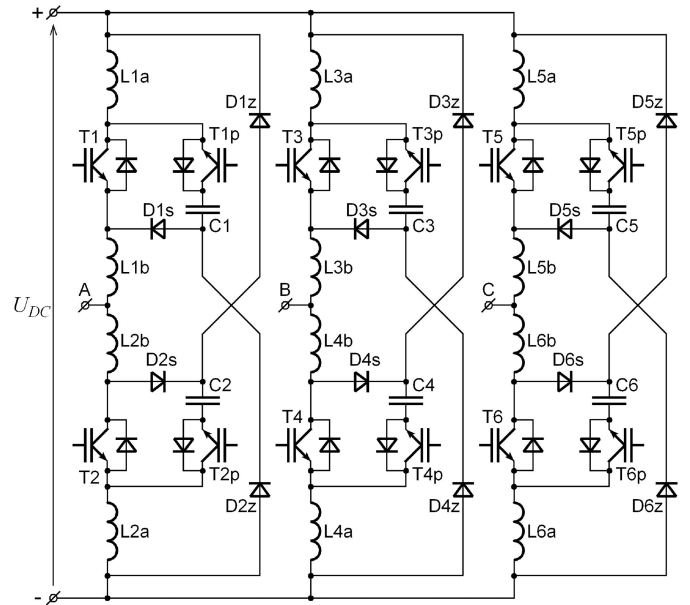 +
L1a L3a L5a
D1z D3z D5z
T1 T1p T3 T3p T5 T5p
D1s C1 D3s C3 D5s C5
L1b L3b L5b
A B C
U_DC
L2b L4b L6b
D2s C2 D4s C4 D6s C6
T2 T2p T4 T4p T6 T6p
D2z D4z D6z
L2a L4a L6a
-